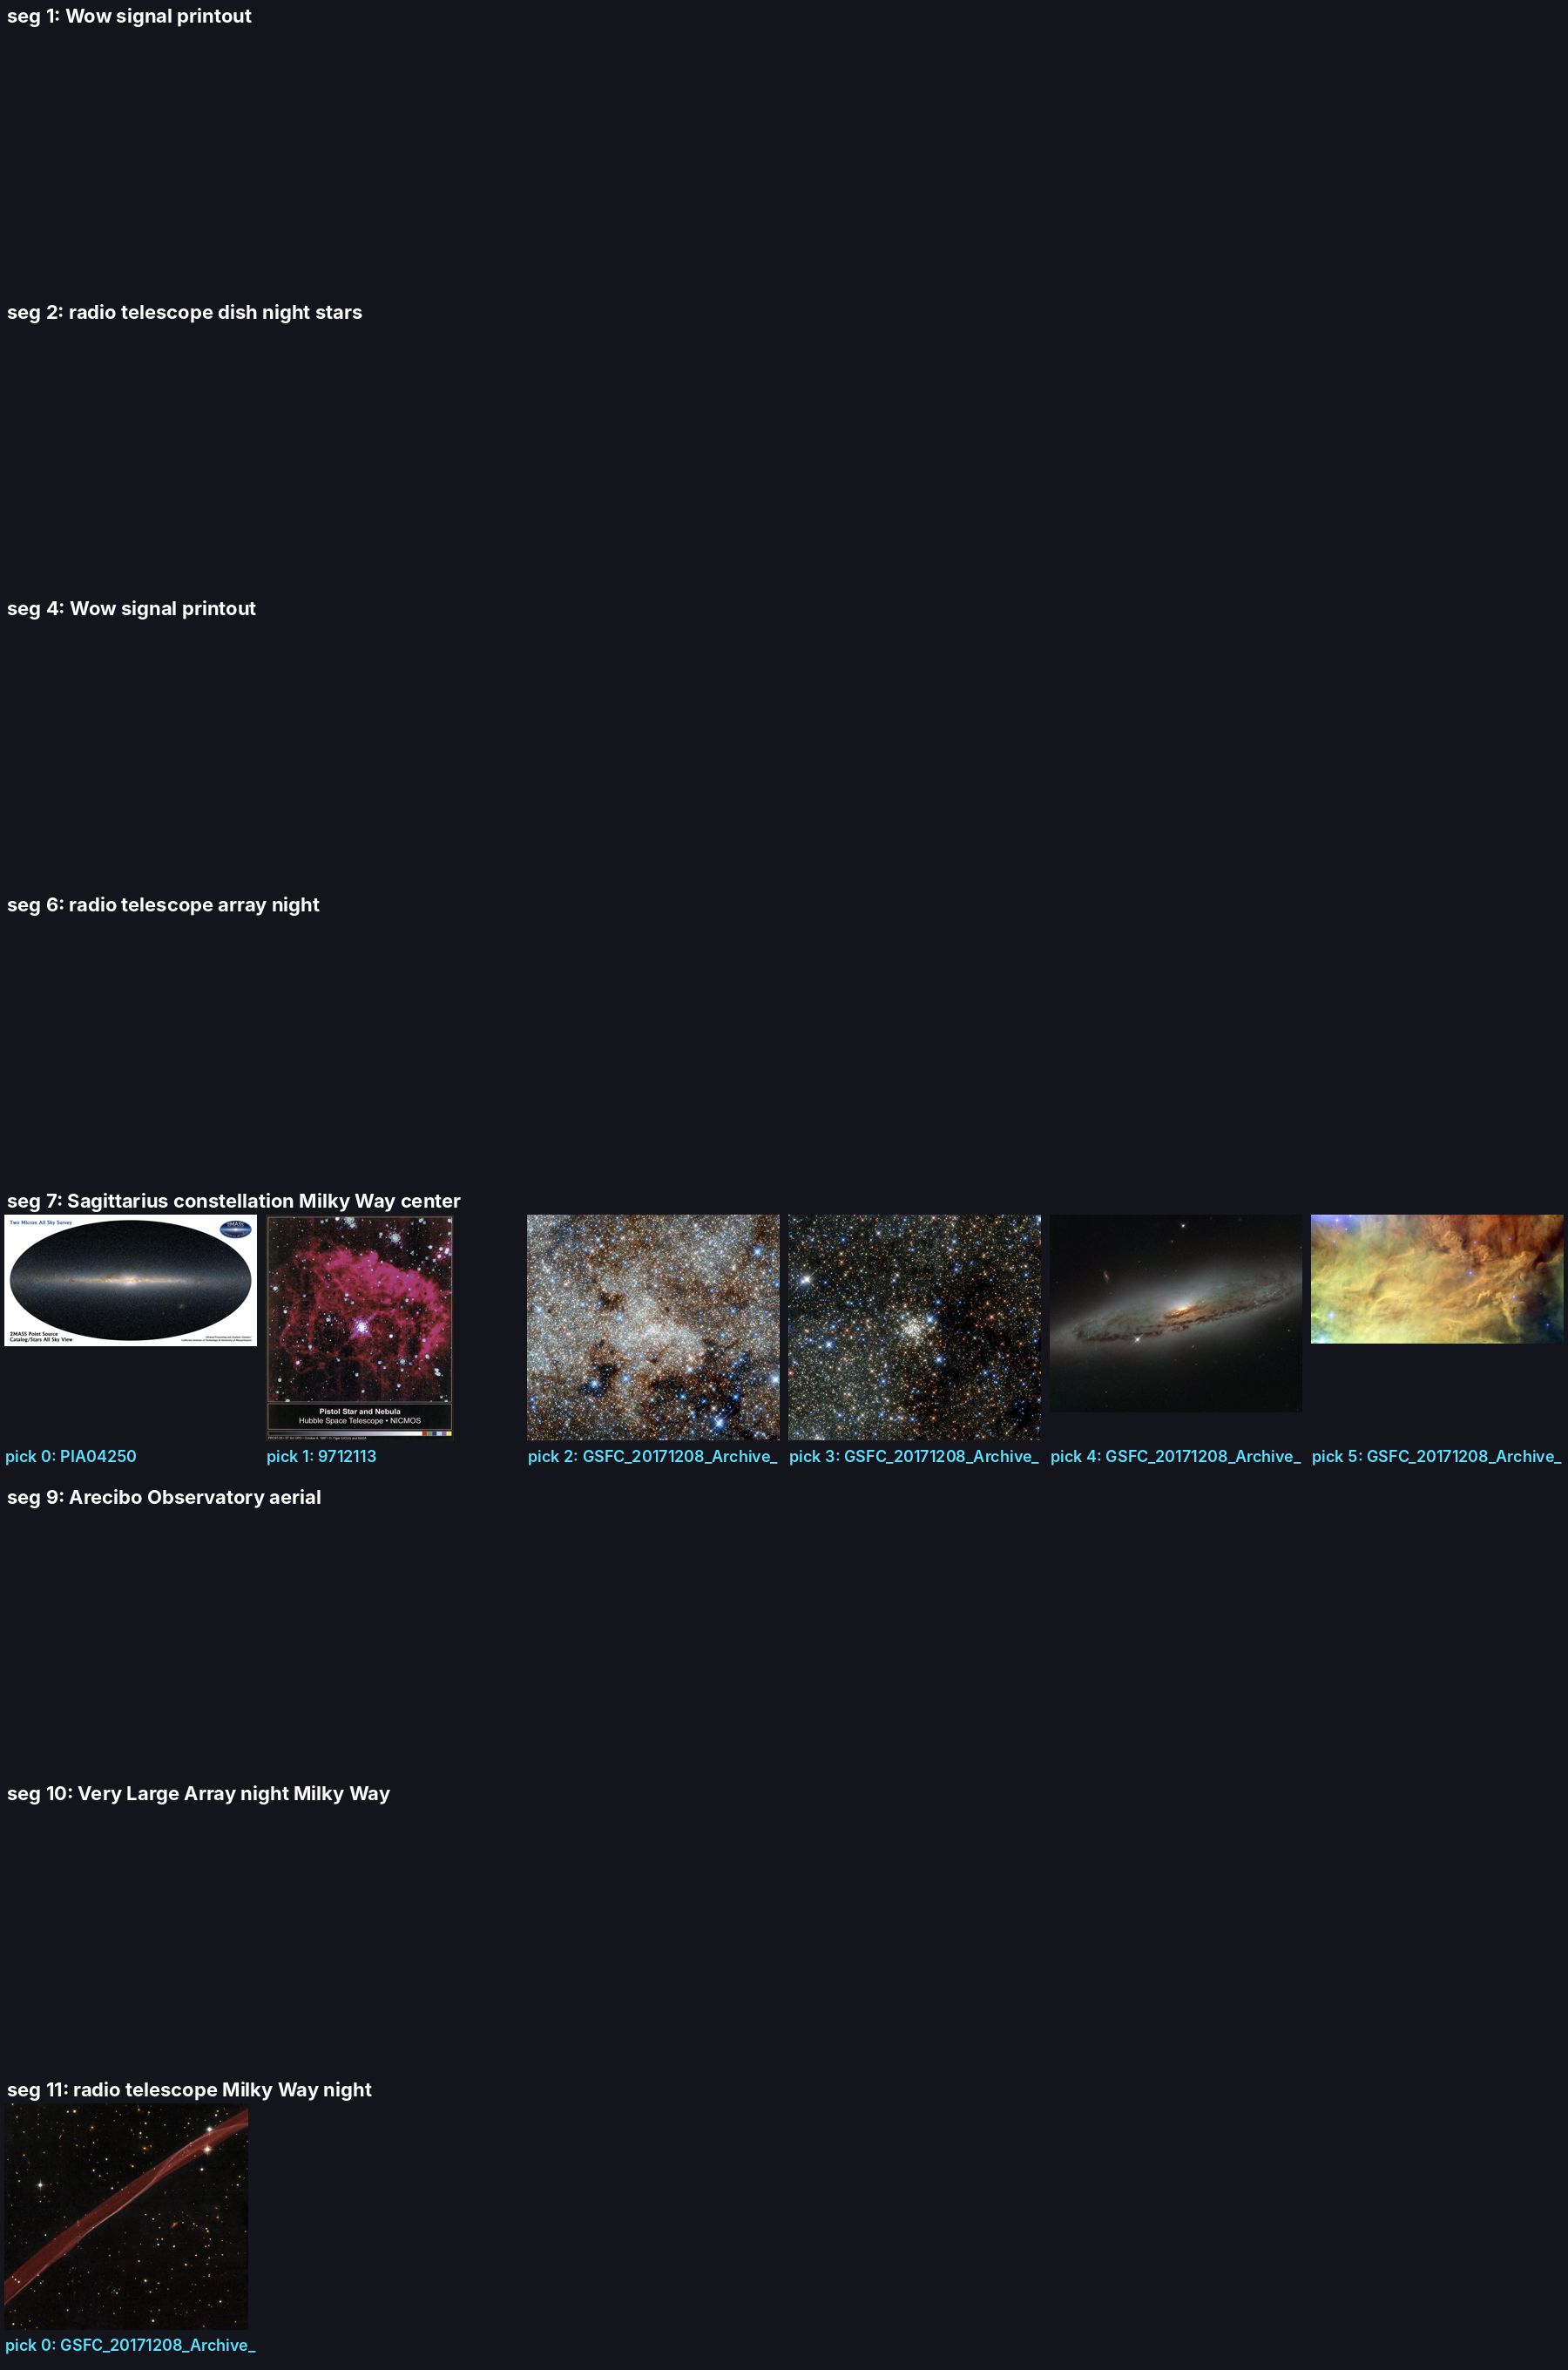 seg 1: Wow signal printout
seg 2: radio telescope dish night stars
seg 4: Wow signal printout
seg 6: radio telescope array night
seg 7: Sagittarius constellation Milky Way center
Two Micron All Sky Survey
2MASS
2MASS Point Source
Catalog/Stars All Sky View
Pistol Star and Nebula
Hubble Space Telescope • NICMOS
pick 0: PIA04250
pick 1: 9712113
pick 2: GSFC_20171208_Archive_
pick 3: GSFC_20171208_Archive_
pick 4: GSFC_20171208_Archive_
pick 5: GSFC_20171208_Archive_
seg 9: Arecibo Observatory aerial
seg 10: Very Large Array night Milky Way
seg 11: radio telescope Milky Way night
pick 0: GSFC_20171208_Archive_